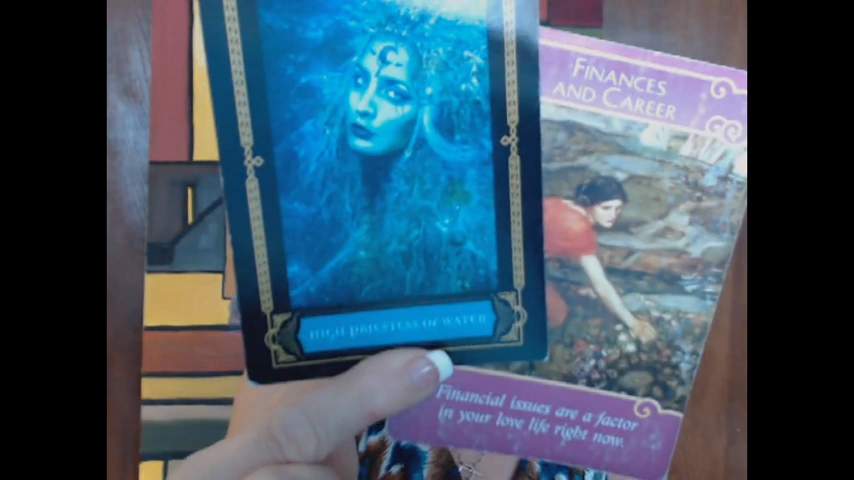 HIGH PRIESTESS OF WATER
FINANCES
AND CAREER
Financial issues are a factor
in your love life right now.